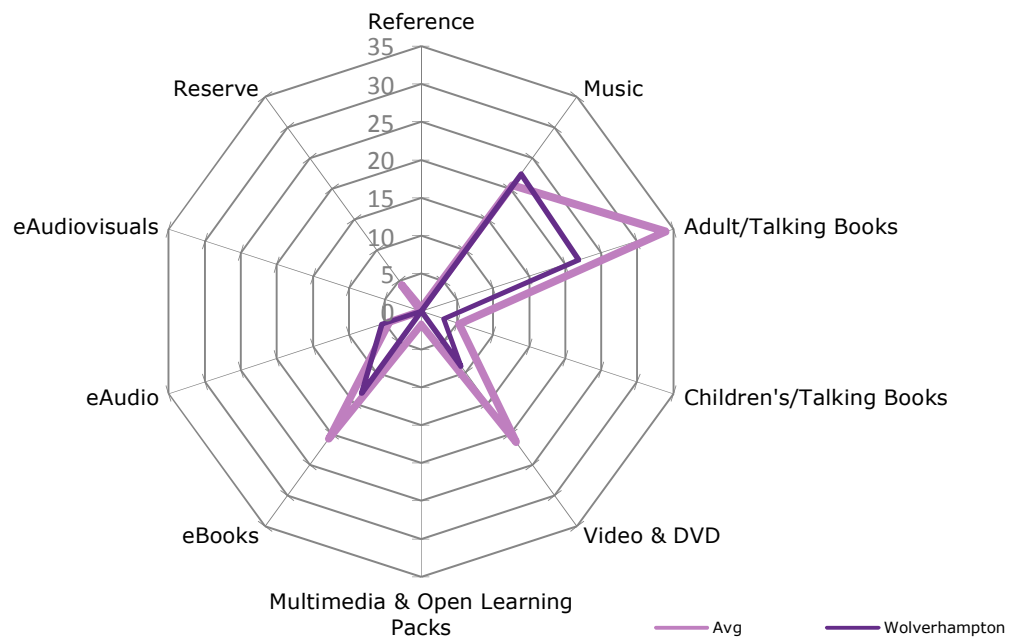 Reference
35
30
25
20
15
10
5
0
Music
Adult/Talking Books
Children's/Talking Books
Video & DVD
Multimedia & Open Learning
Packs
eBooks
eAudio
eAudiovisuals
Reserve
Avg
Wolverhampton